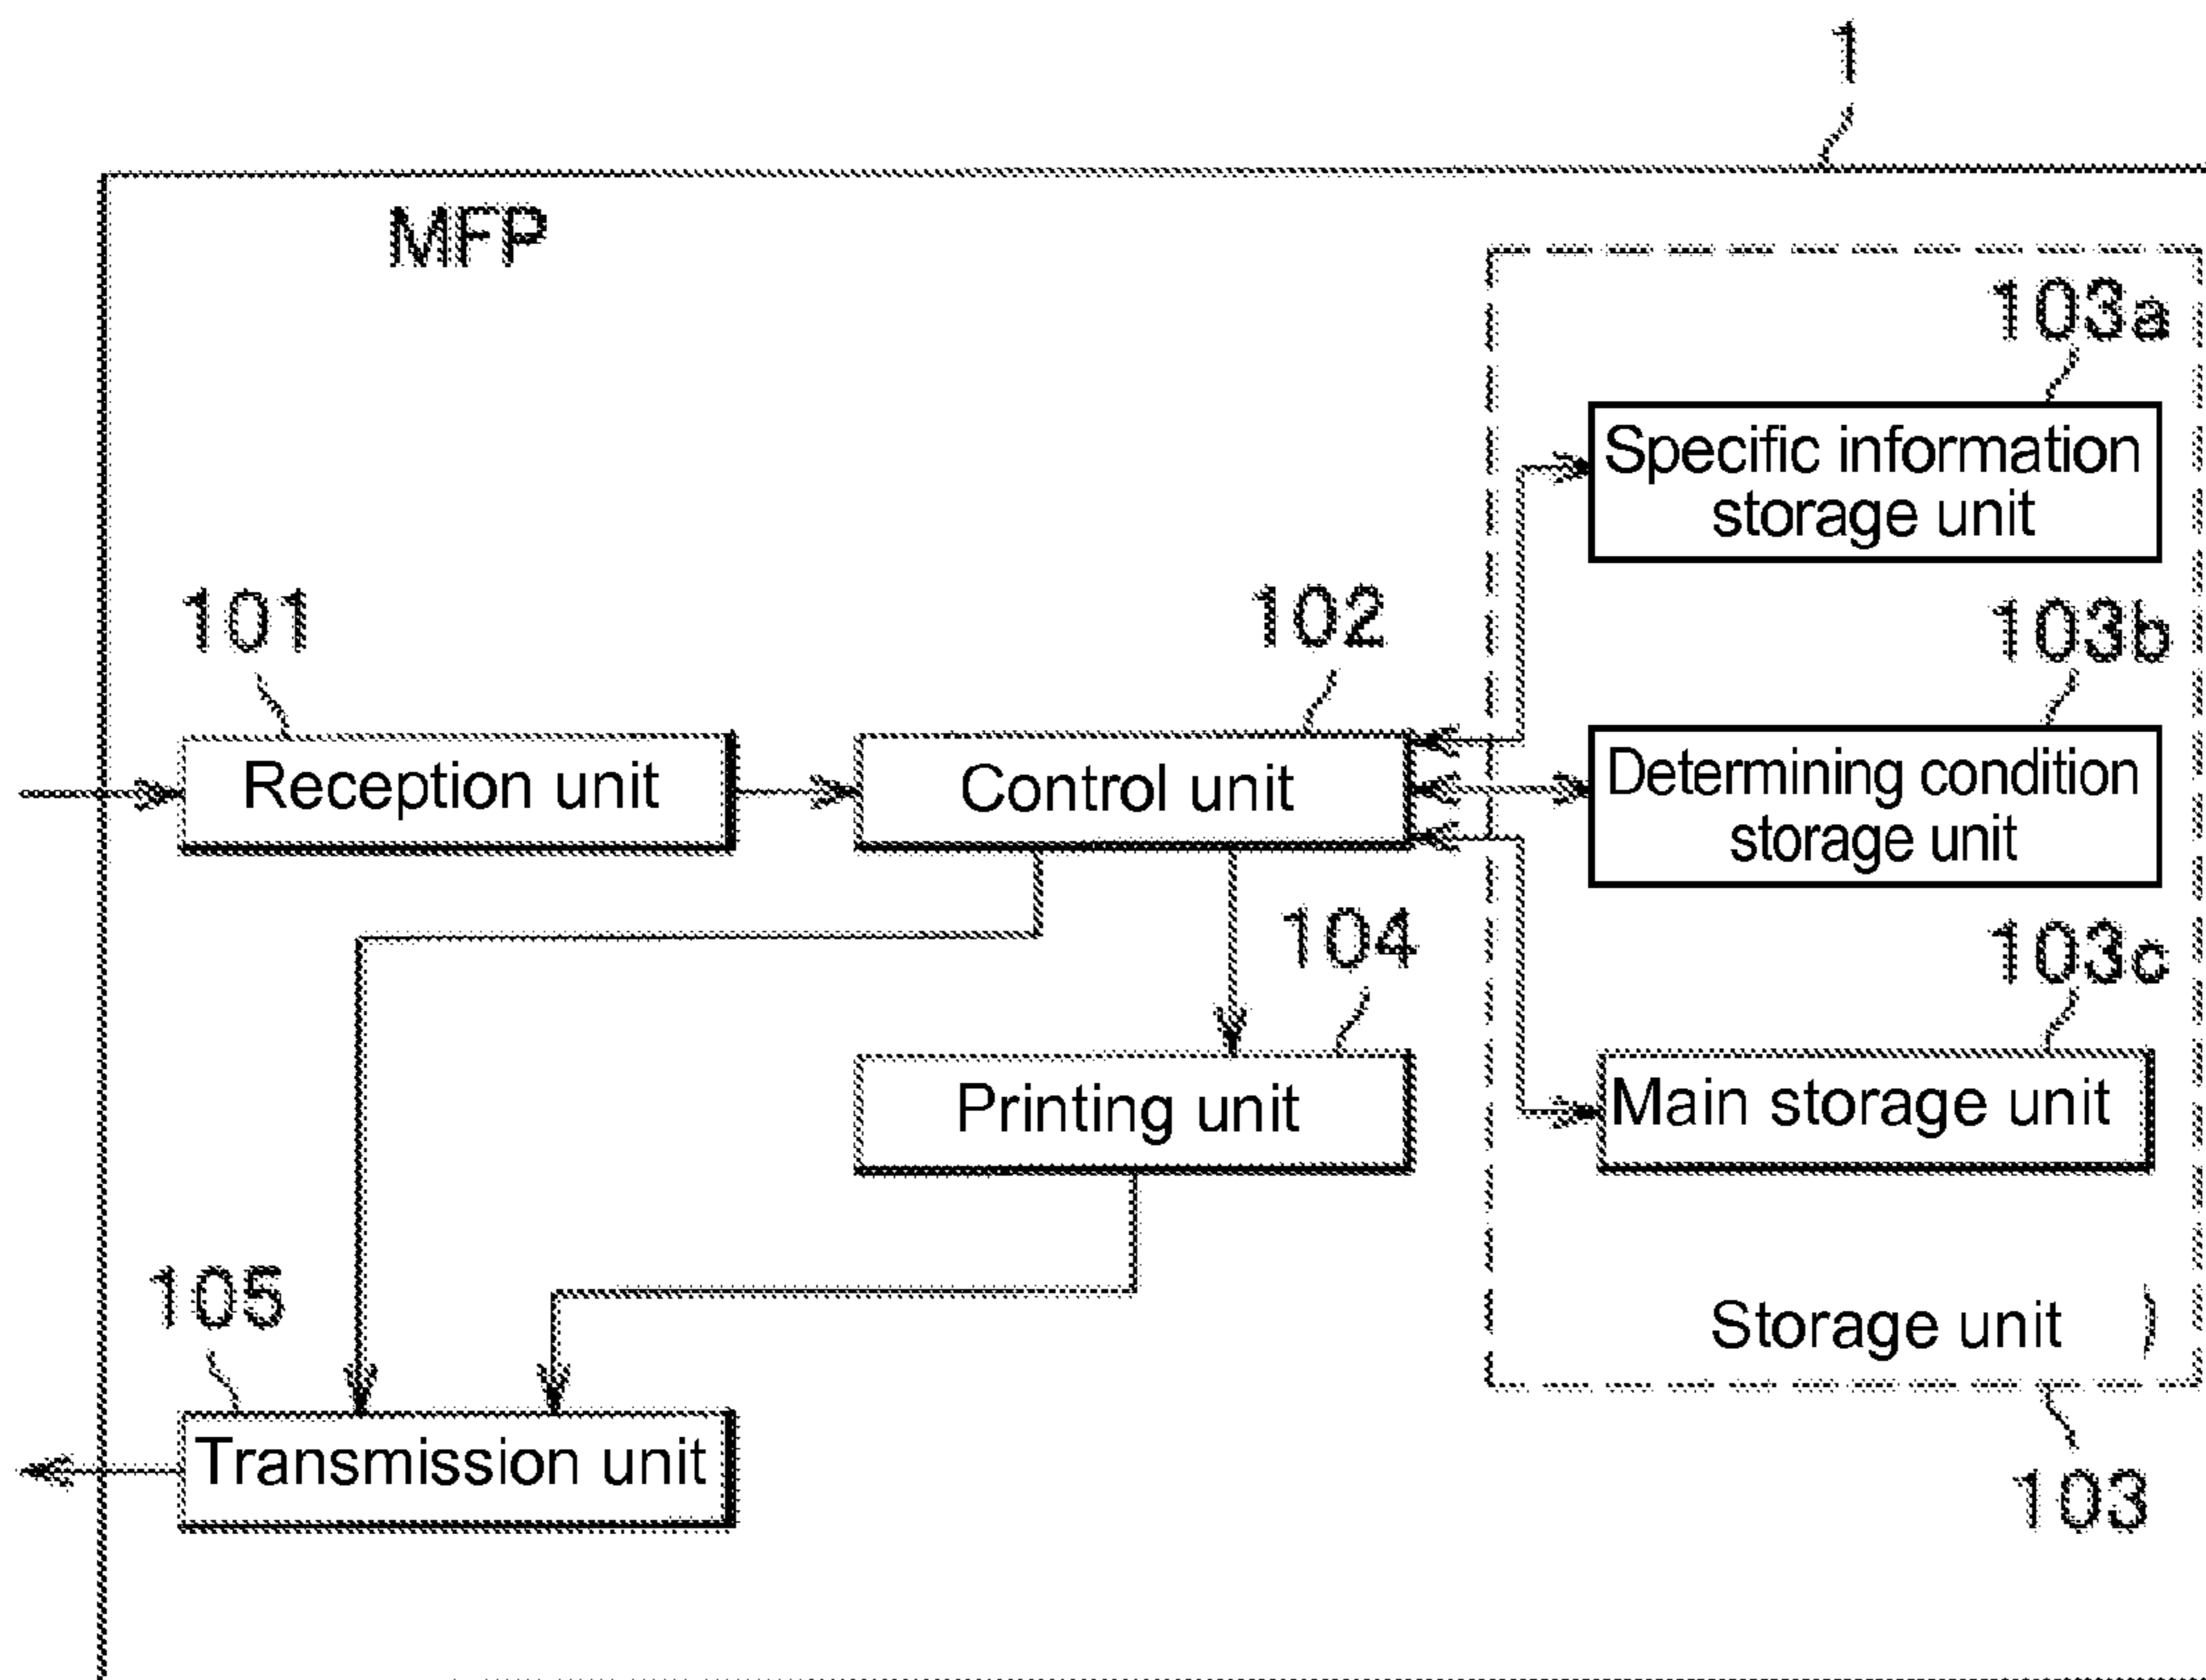 1
MFP
103a
Specific information
storage unit
101
102
103b
Reception unit
Control unit
Determining condition
storage unit
104
103c
Printing unit
Main storage unit
105
Storage unit
Transmission unit
103